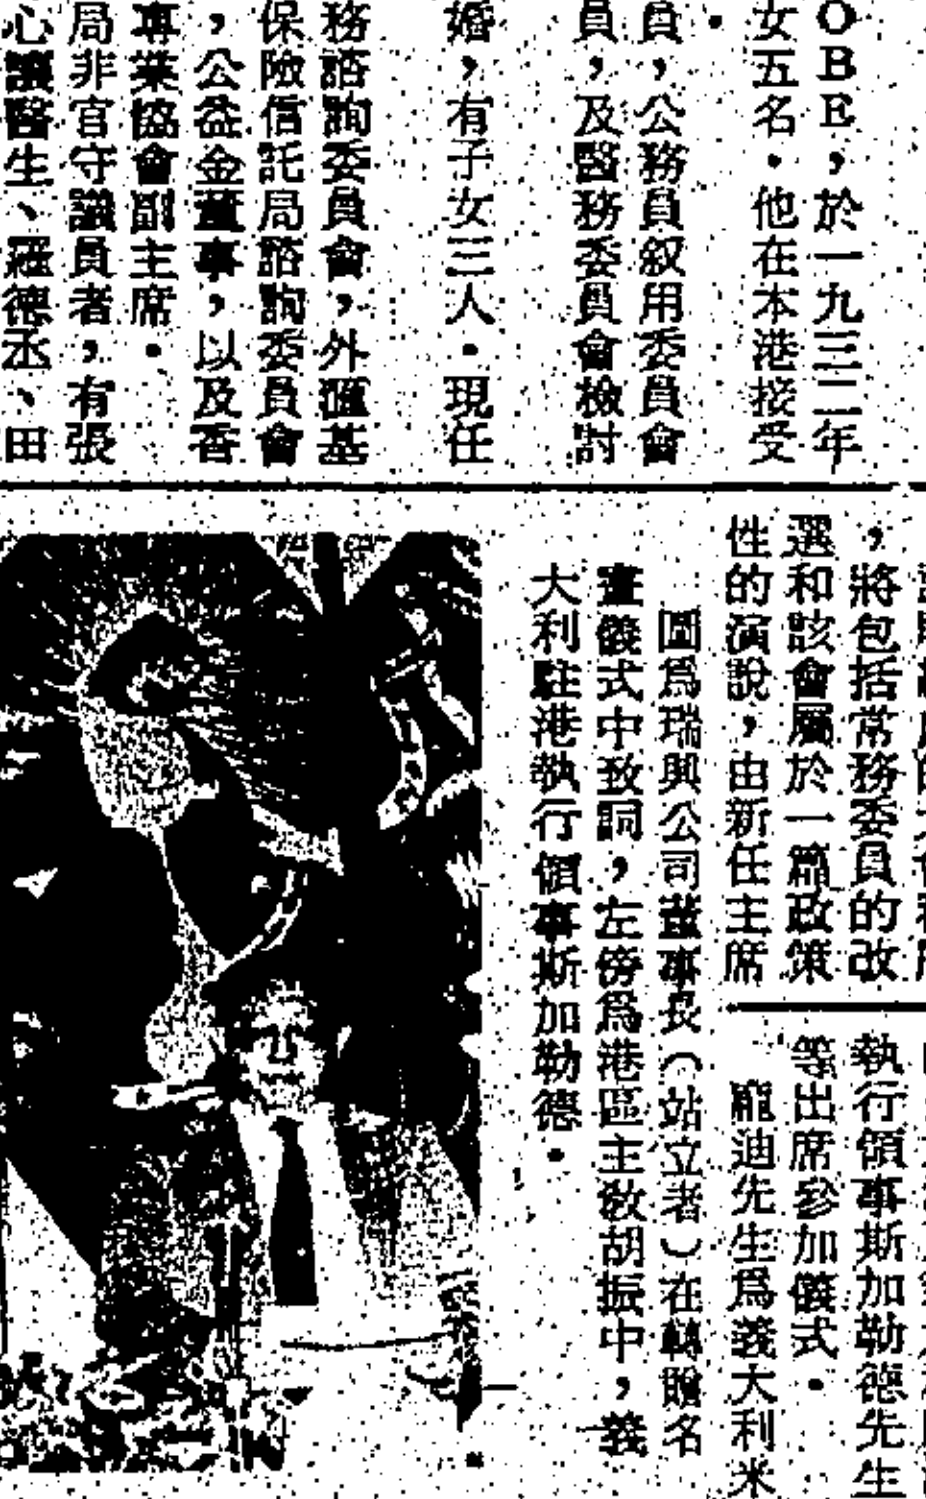 OBE，於一九三二年
女五名．他在本港接受
員，公務員叙用委員會
員，及醫務委員會檢討
婚，有子女三人．現任
務諮詢委員會，外匯基
保險信託局諮詢委員會
，公益金董事，以及香
專業協會副主席．
局非官守議員者，有張
心讓醫生、羅德丞、田
，將包括常務委員的改
選和該會屬於一篇政策
性的演說，由新任主席
執行領事斯加勒德先生
等出席參加儀式．
龐迪先生爲義大利米
圖爲瑞興公司董事長（站立者）在轉贈名
畫儀式中致詞，左傍爲港區主教胡振中，義
大利駐港執行領事斯加勒德．